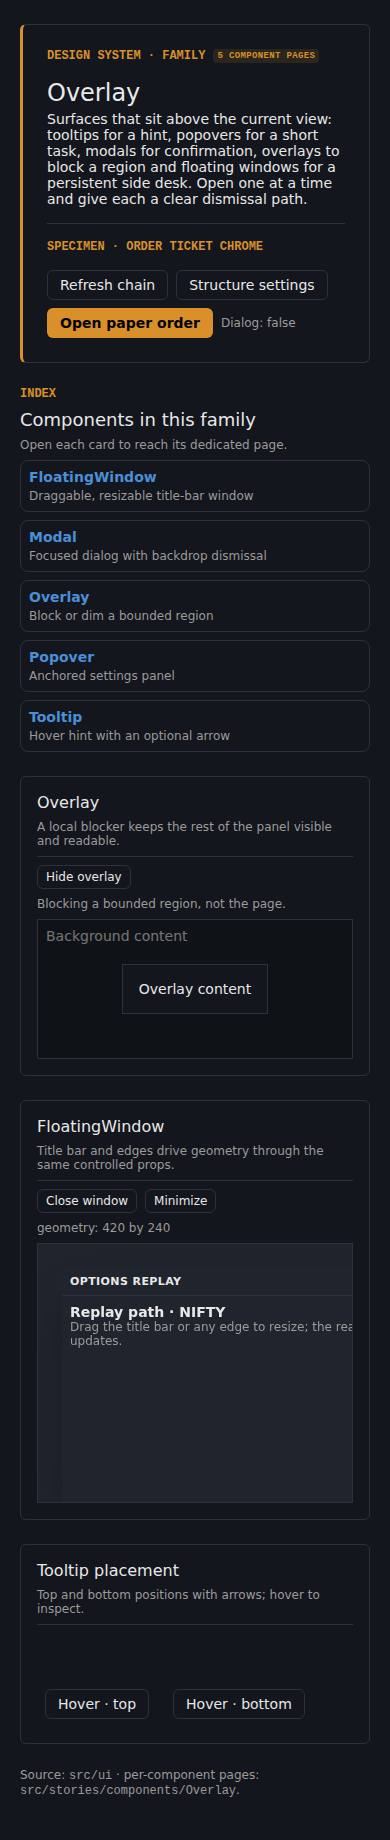 DESIGN SYSTEM · FAMILY 5 COMPONENT PAGES
Overlay
Surfaces that sit above the current view:
tooltips for a hint, popovers for a short
task, modals for confirmation, overlays to
block a region and floating windows for a
persistent side desk. Open one at a time
and give each a clear dismissal path.
SPECIMEN · ORDER TICKET CHROME
Refresh chain Structure settings
Open paper order Dialog: false
INDEX
Components in this family
Open each card to reach its dedicated page.
FloatingWindow
Draggable, resizable title-bar window
Modal
Focused dialog with backdrop dismissal
Overlay
Block or dim a bounded region
Popover
Anchored settings panel
Tooltip
Hover hint with an optional arrow
Overlay
A local blocker keeps the rest of the panel visible
and readable.
Hide overlay
Blocking a bounded region, not the page.
Background content
Overlay content
FloatingWindow
Title bar and edges drive geometry through the
same controlled props.
Close window Minimize
geometry: 420 by 240
OPTIONS REPLAY
Replay path · NIFTY
Drag the title bar or any edge to resize; the
updates.
Tooltip placement
Top and bottom positions with arrows; hover to
inspect.
Hover · top Hover · bottom
Source: src/ui · per-component pages:
src/stories/components/Overlay.